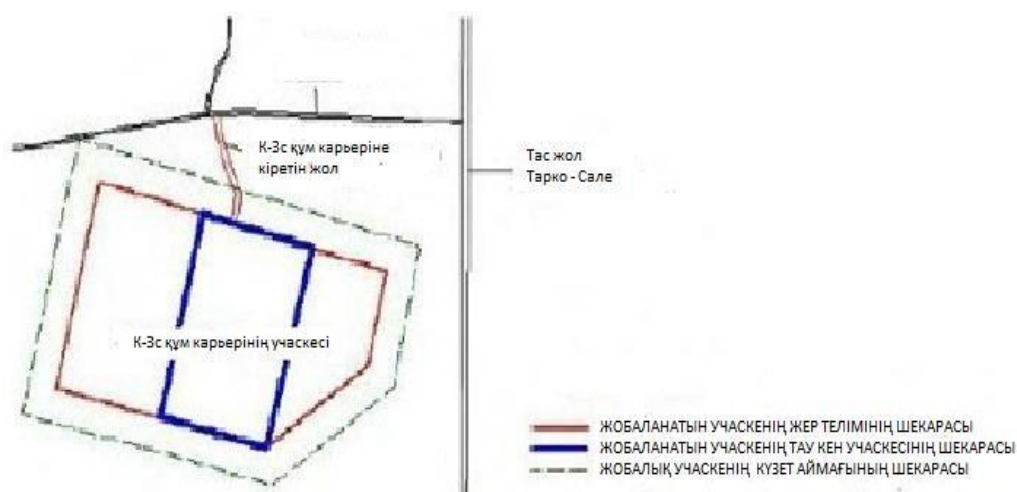 К-3с құм карьеріне
кіретін жол
Тас жол
Тарко - Сале
К-3с құм карьерінің учаскесі
ЖОБАЛАНАТЫН УЧАСКЕНІҢ ЖЕР ТЕЛІМІНІҢ ШЕКАРАСЫ
ЖОБАЛАНАТЫН УЧАСКЕНІҢ ТАУ КЕН УЧАСКЕСІНІҢ ШЕКАРАСЫ
ЖОБАЛЫҚ УЧАСКЕНІҢ КҮЗЕТ АЙМАҒЫНЫҢ ШЕКАРАСЫ